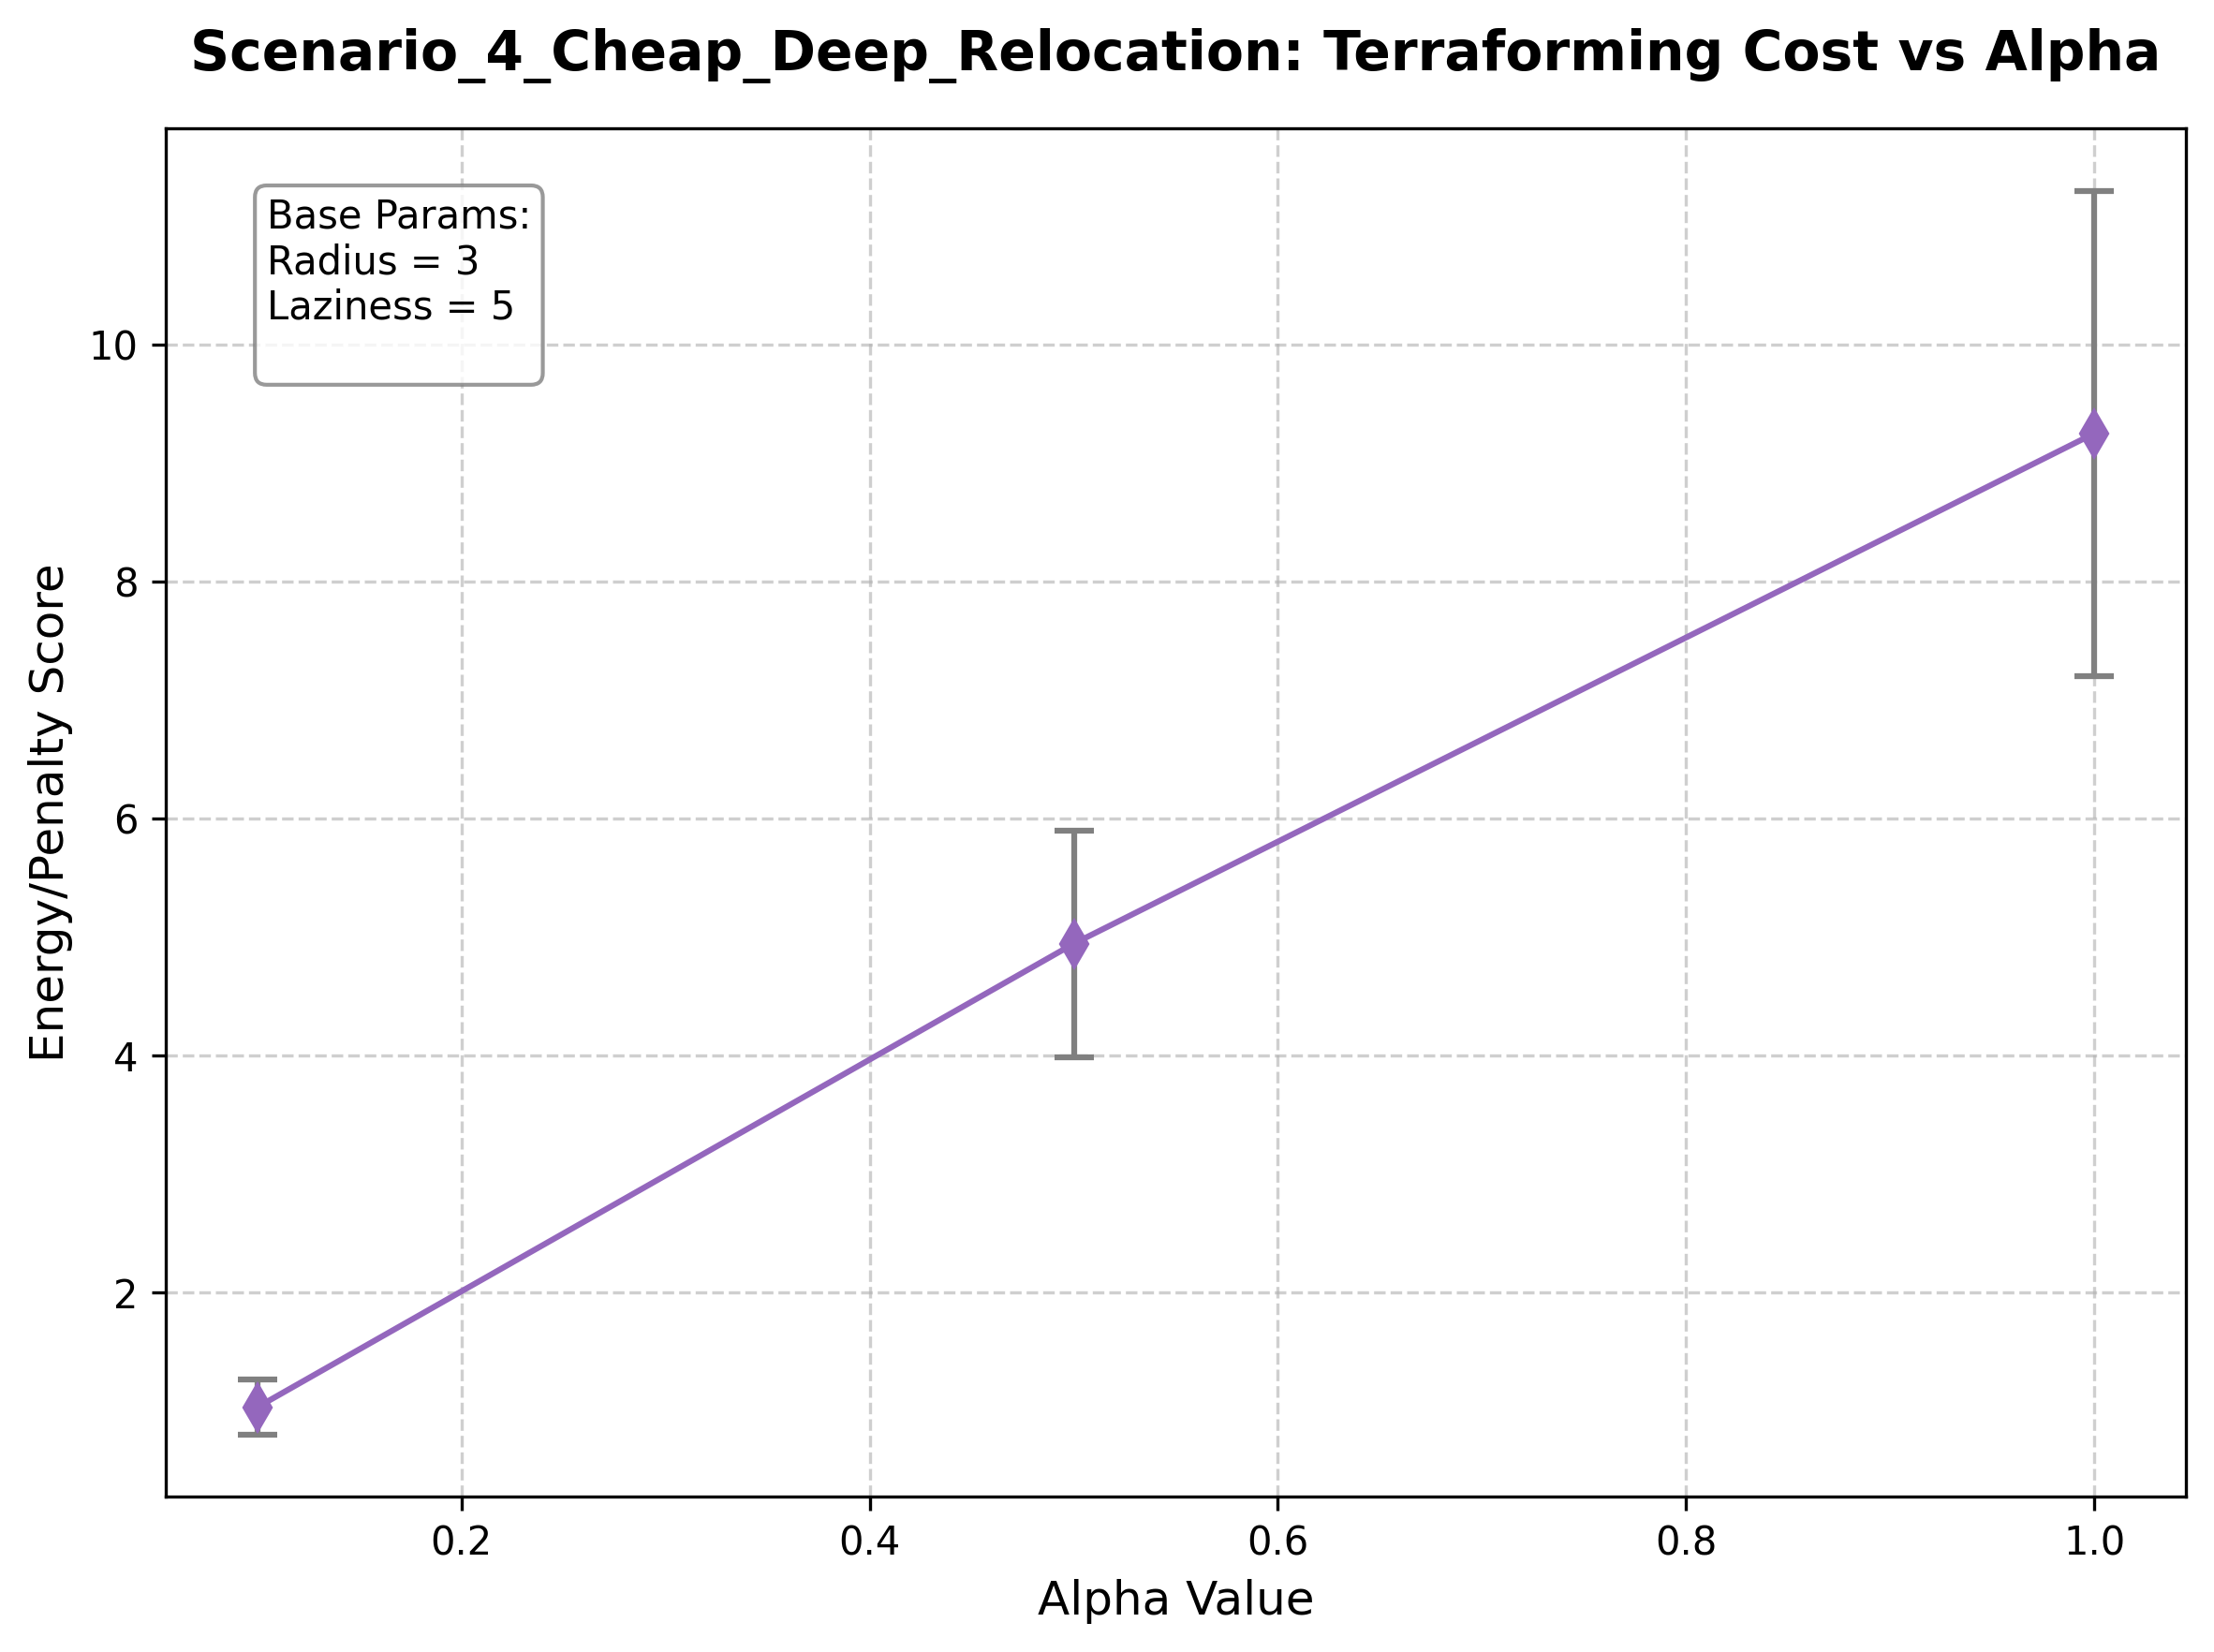 Scenario_4_Cheap_Deep_Relocation: Terraforming Cost vs Alpha
Base Params:
Radius = 3
Laziness = 5
Energy/Penalty Score
10
8
6
4
2
0.2
0.4
0.6
0.8
1.0
Alpha Value